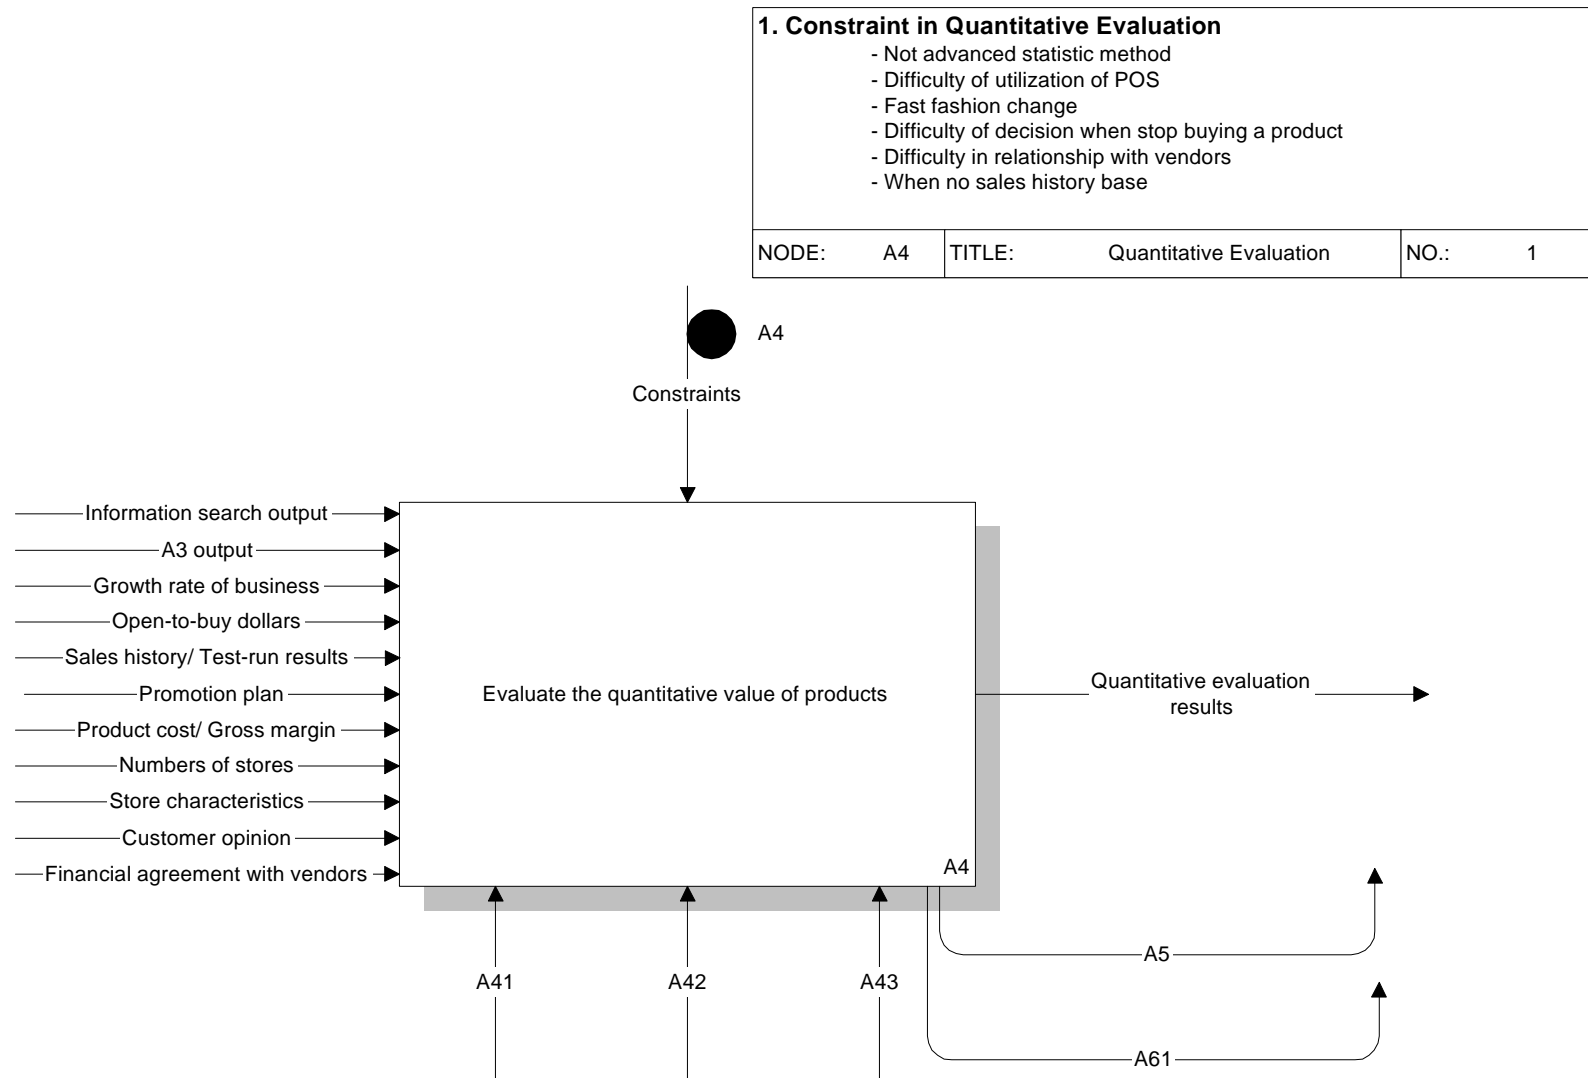 1. Constraint in Quantitative Evaluation
- Not advanced statistic method
- Difficulty of utilization of POS
- Fast fashion change
- Difficulty of decision when stop buying a product
- Difficulty in relationship with vendors
- When no sales history base
NODE: A4 TITLE: Quantitative Evaluation NO.: 1
A4
Constraints
Information search output
A3 output
Growth rate of business
Open-to-buy dollars
Sales history/ Test-run results
Promotion plan
Product cost/ Gross margin
Numbers of stores
Store characteristics
Customer opinion
Financial agreement with vendors
Evaluate the quantitative value of products
A4
Quantitative evaluation
results
A41
A42
A43
A5
A61